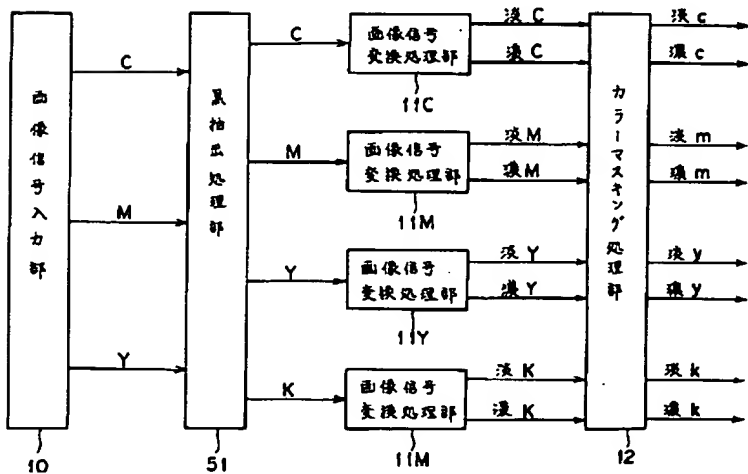 画像信号入力部
10
C
M
Y
黒抽出処理部
51
C
M
Y
K
画像信号
変換処理部
11C
画像信号
変換処理部
11M
画像信号
変換処理部
11Y
画像信号
変換処理部
11M
淡C
濃C
淡M
濃M
淡Y
濃Y
淡K
濃K
カラーマスキング処理部
12
淡c
濃c
淡m
濃m
淡y
濃y
淡k
濃k